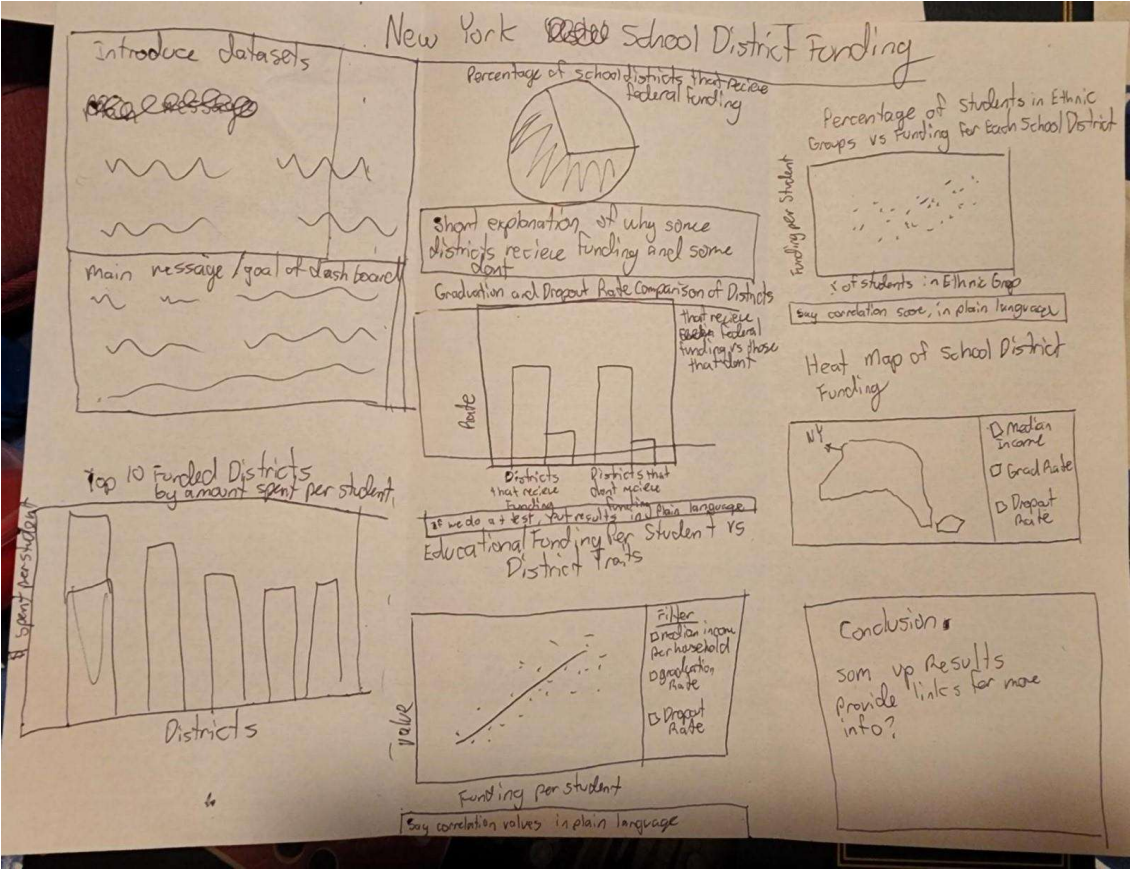 New York School District Funding
Introduce datasets
Main message/goal of dashboard
Top 10 Funded Districts
by amount spent per student.
$ Spent per student
Districts
Percentage of school districts that recieve
Federal Funding
Short explanation of why some
districts recieve funding and some
dont
Graduation and Dropout Rate Comparison of Districts
that recieve
Federal
funding vs those
that dont
Rate
Districts
that recieve
Funding
Districts that
dont recieve
funding
If we do a t test, Put results in plain language
Educational Funding Per Student vs
District Traits
Value
Filter
Median income
per household
graduation
Rate
Dropout
Rate
Funding per student
Say correlation values in plain language
Percentage of Students in Ethnic
Groups vs Funding for Each School District
Funding per Student
% of students in Ethnic Group
Say correlation score, in plain language
Heat Map of School District
Funding
NY
Median
Income
Grad Rate
Dropout
Rate
Conclusion
Sum up Results
Provide links for more
info?